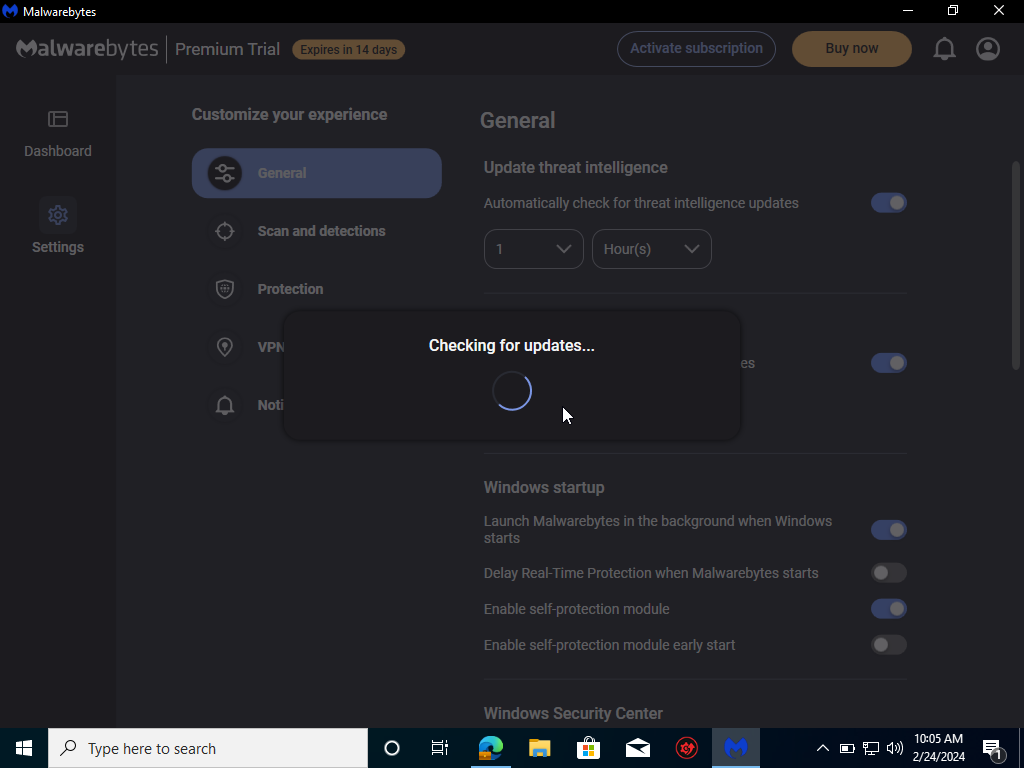 Malwarebytes
Malwarebytes Premium Trial Expires in 14 days Activate subscription Buy now
Dashboard
Settings
Customize your experience
General
Scan and detections
Protection
VPN
Noti
General
Update threat intelligence
Automatically check for threat intelligence updates
1 Hour(s)
es
Checking for updates...
Windows startup
Launch Malwarebytes in the background when Windows
starts
Delay Real-Time Protection when Malwarebytes starts
Enable self-protection module
Enable self-protection module early start
Windows Security Center
Type here to search
10:05 AM
2/24/2024
1